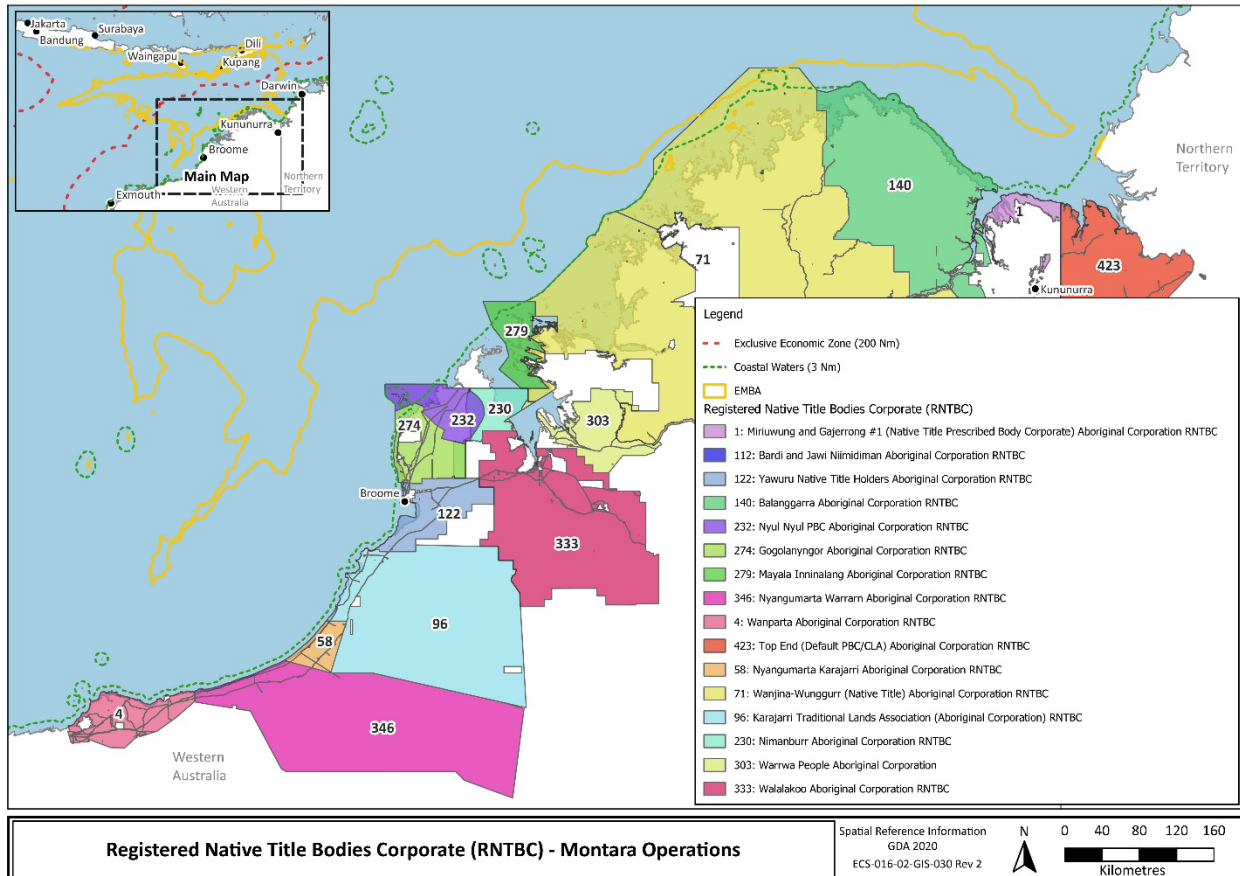 Jakarta
Bandung
Surabaya
Waingapu
Dili
Kupang
Darwin
Kununurra
Broome
Main Map
Western
Australia
Northern
Territory
Exmouth
Northern
Territory
140
1
423
Kununurra
71
279
230
232
274
303
Broome
122
333
96
58
4
346
Western
Australia
Legend
Exclusive Economic Zone (200 Nm)
Coastal Waters (3 Nm)
EMBA
Registered Native Title Bodies Corporate (RNTBC)
1: Miriuwung and Gajerrong #1 (Native Title Prescribed Body Corporate) Aboriginal Corporation RNTBC
112: Bardi and Jawi Niimidiman Aboriginal Corporation RNTBC
122: Yawuru Native Title Holders Aboriginal Corporation RNTBC
140: Balanggarra Aboriginal Corporation RNTBC
232: Nyul Nyul PBC Aboriginal Corporation RNTBC
274: Gogolanyngor Aboriginal Corporation RNTBC
279: Mayala Inninalang Aboriginal Corporation RNTBC
346: Nyangumarta Warrarn Aboriginal Corporation RNTBC
4: Wanparta Aboriginal Corporation RNTBC
423: Top End (Default PBC/CLA) Aboriginal Corporation RNTBC
58: Nyangumarta Karajarri Aboriginal Corporation RNTBC
71: Wanjina-Wunggurr (Native Title) Aboriginal Corporation RNTBC
96: Karajarri Traditional Lands Association (Aboriginal Corporation) RNTBC
230: Nimanburr Aboriginal Corporation RNTBC
303: Warrwa People Aboriginal Corporation
333: Walalakoo Aboriginal Corporation RNTBC
Registered Native Title Bodies Corporate (RNTBC) - Montara Operations
Spatial Reference Information
GDA 2020
ECS-016-02-GIS-030 Rev 2
N
0 40 80 120 160
Kilometres